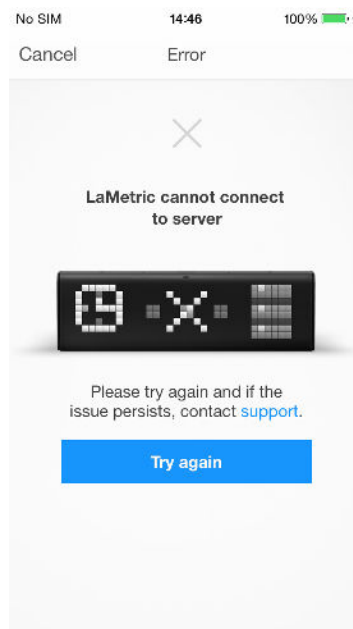 No SIM 14:46 100%
Cancel Error
LaMetric cannot connect
to server
Please try again and if the
issue persists, contact support.
Try again